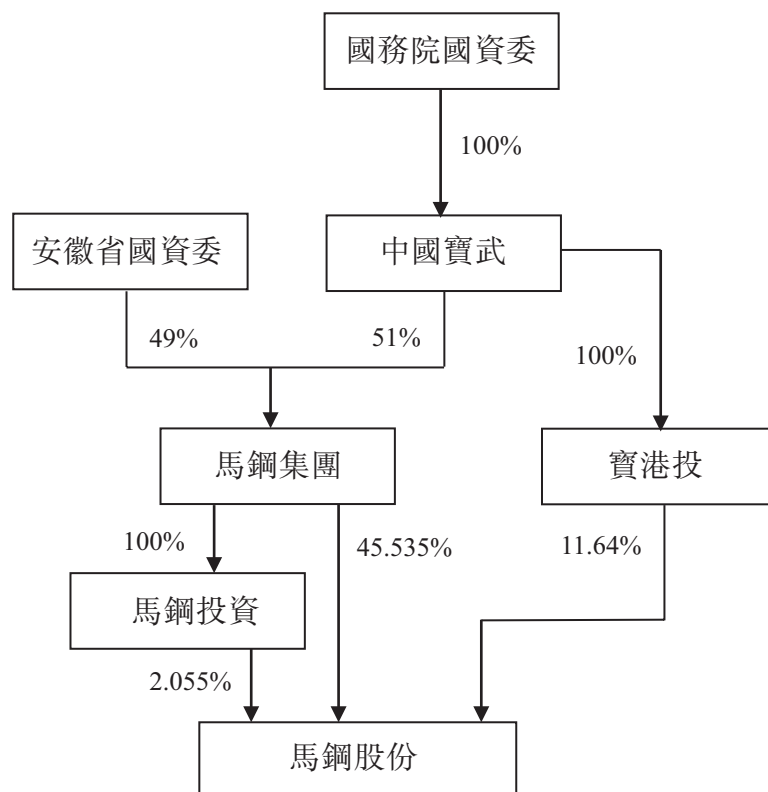 國務院國資委
100%
安徽省國資委
中國寶武
49%
51%
100%
馬鋼集團
寶港投
100%
45.535%
11.64%
馬鋼投資
2.055%
馬鋼股份